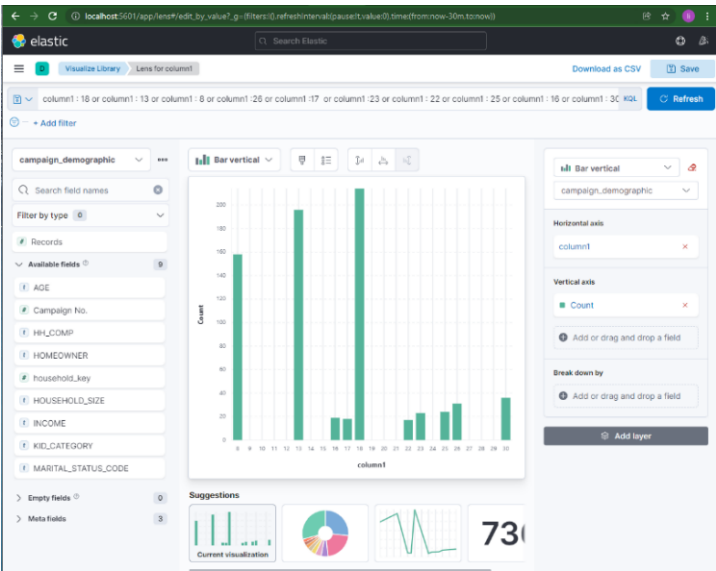 localhost:5601/app/lens#/edit_by_value?_g=(filters:!(),refreshInterval:(pause:!t,value:0),time:(from:now-30m,to:now))
elastic
Search Elastic
D
Visualize Library
Lens for column1
Download as CSV
Save
column1 : 18 or column1 : 13 or column1 : 8 or column1 :26 or column1 :17 or column1 :23 or column1 : 22 or column1 : 25 or column1 : 16 or column1 : 30
KQL
Refresh
+ Add filter
campaign_demographic
Bar vertical
Search field names
Filter by type 0
Records
Available fields 9
AGE
Campaign No.
HH_COMP
HOMEOWNER
household_key
HOUSEHOLD_SIZE
INCOME
KID_CATEGORY
MARITAL_STATUS_CODE
Empty fields 0
Meta fields 3
200
180
160
140
120
100
80
60
40
20
0
Count
8 9 10 11 12 13 14 15 16 17 18 19 20 21 22 23 24 25 26 27 28 29 30
column1
Suggestions
Current visualization
730
Bar vertical
campaign_demographic
Horizontal axis
column1
Vertical axis
Count
Add or drag and drop a field
Break down by
Add or drag and drop a field
Add layer